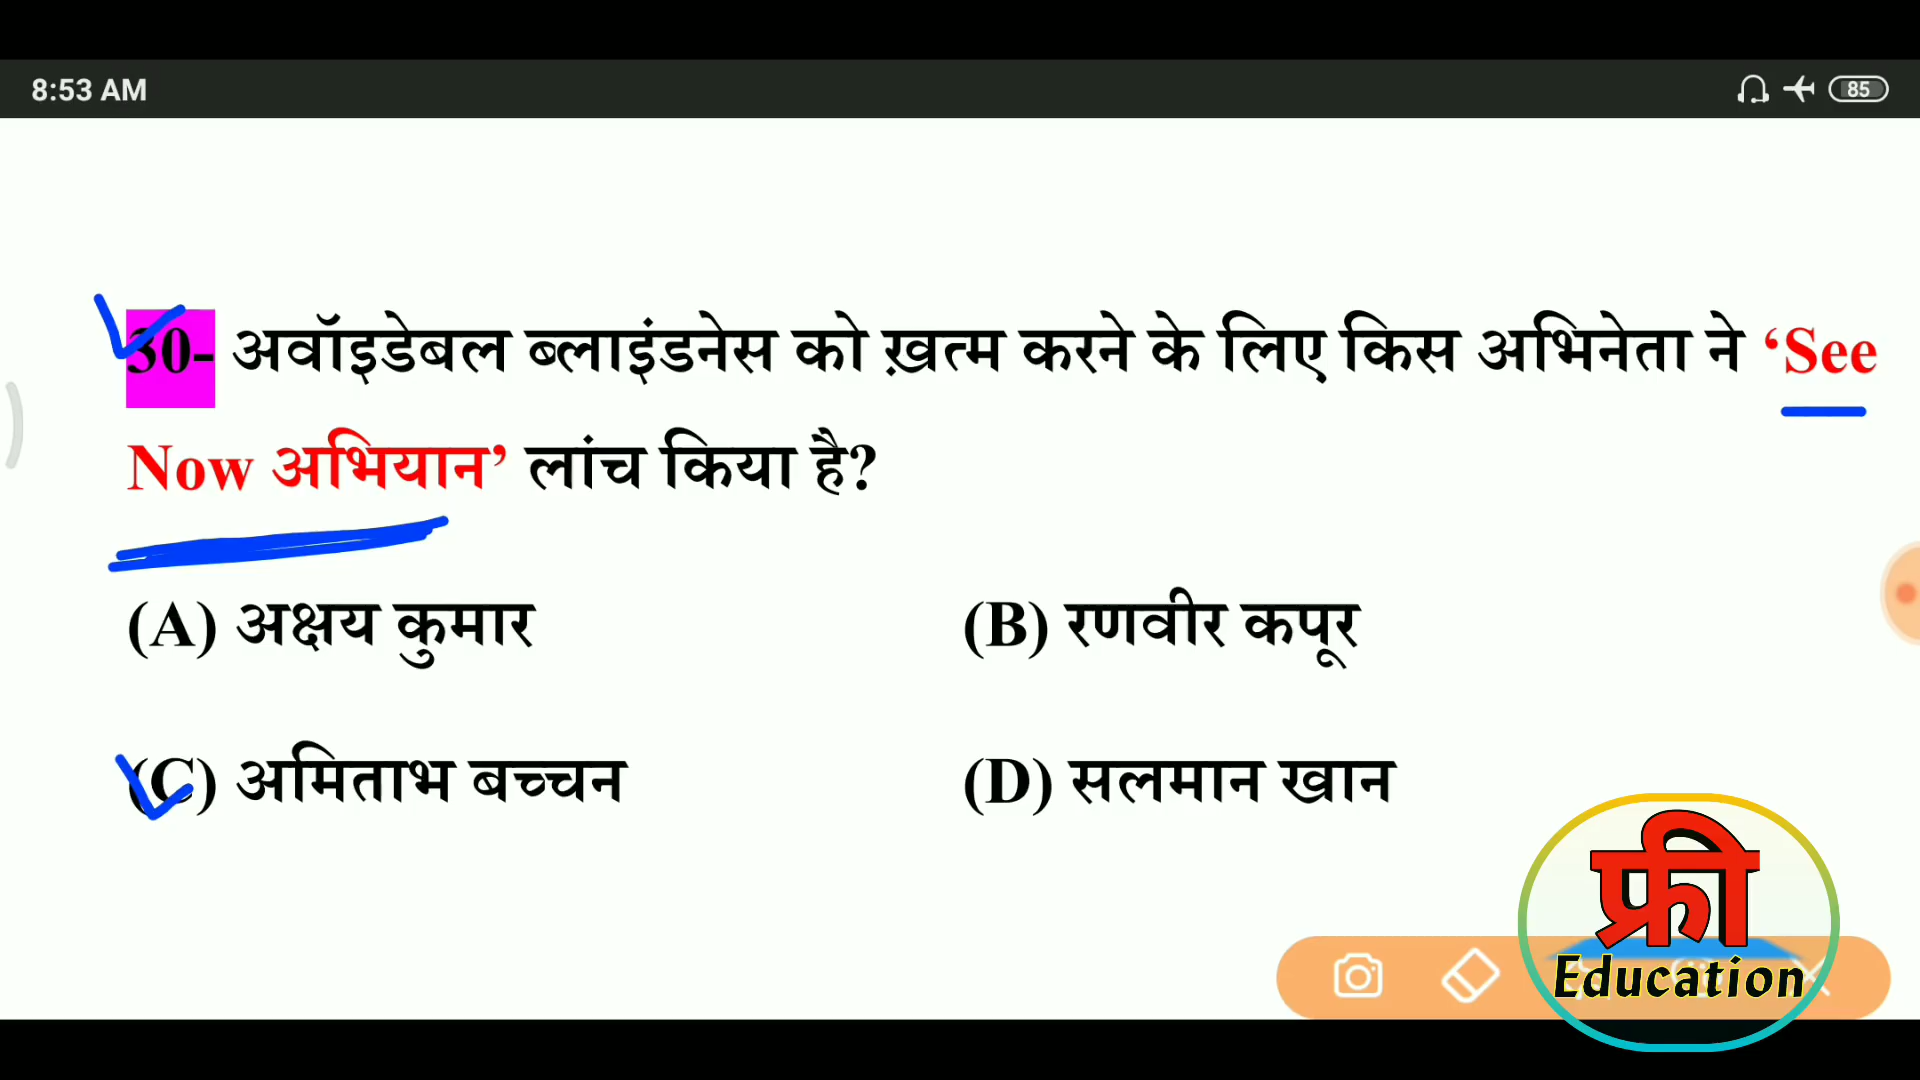 8:53 AM
85
30- अवॉइडेबल ब्लाइंडनेस को ख़त्म करने के लिए किस अभिनेता ने ‘See
Now अभियान’ लांच किया है?
(A) अक्षय कुमार (B) रणवीर कपूर
(C) अमिताभ बच्चन (D) सलमान खान
फ्री
Education